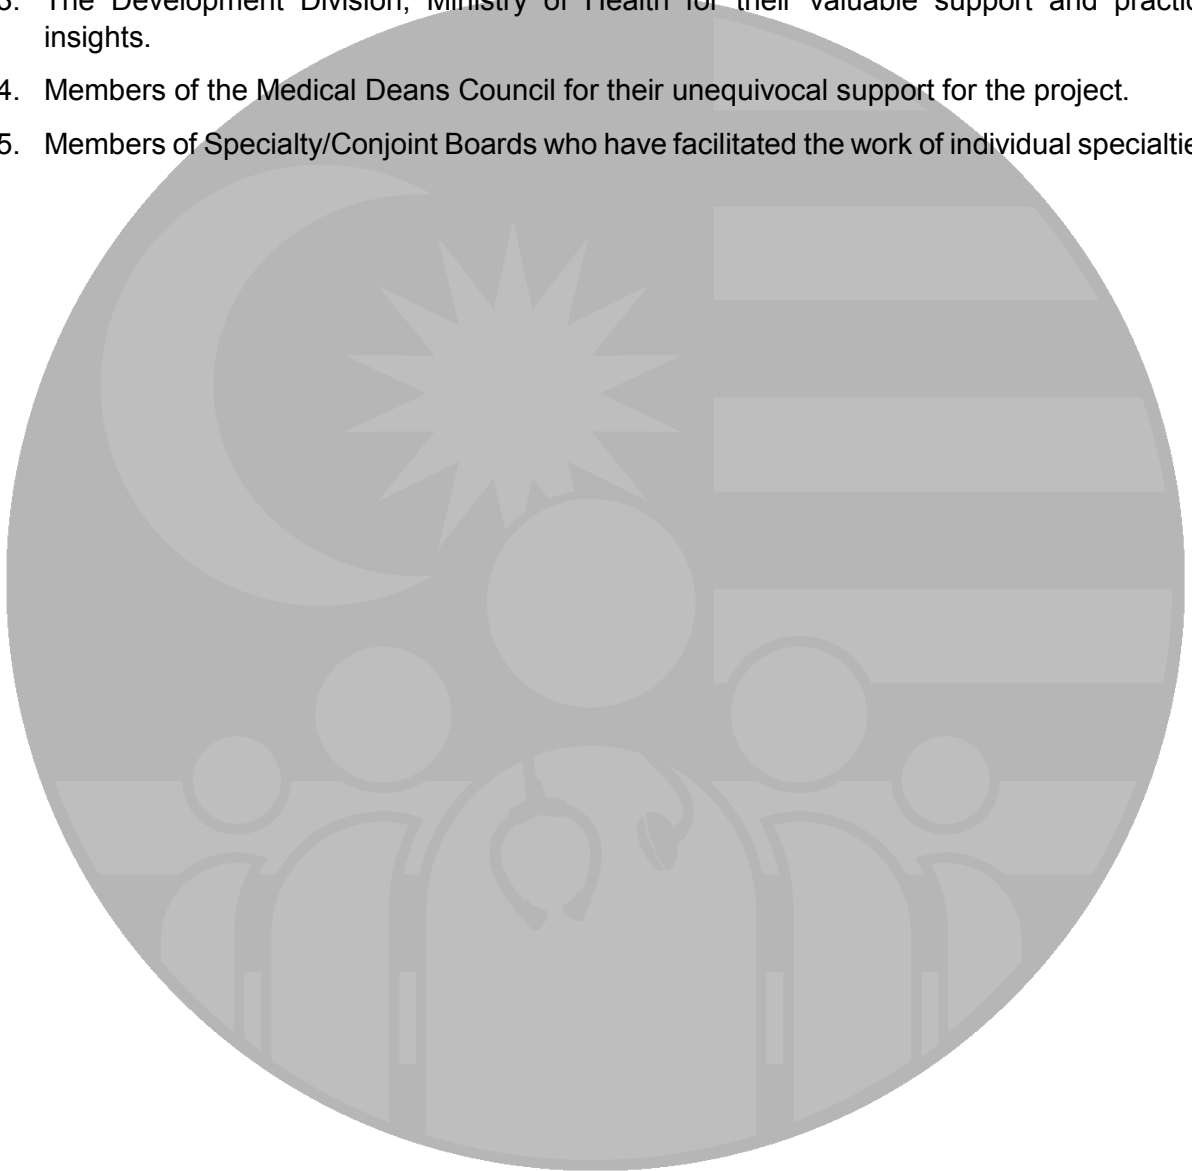 3. The Development Division, Ministry of Health for their valuable support and practic
insights.
4. Members of the Medical Deans Council for their unequivocal support for the project.
5. Members of Specialty/Conjoint Boards who have facilitated the work of individual specialtie